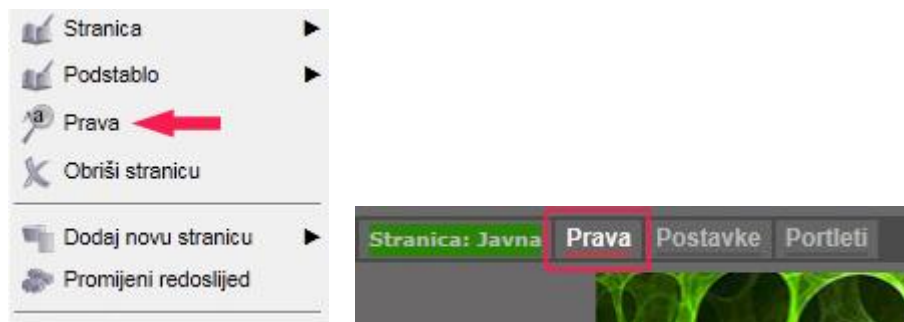 Stranica
Podstablo
Prava
Obriši stranicu
Dodaj novu stranicu
Promijeni redoslijed
Stranica: Javna Prava Postavke Portleti